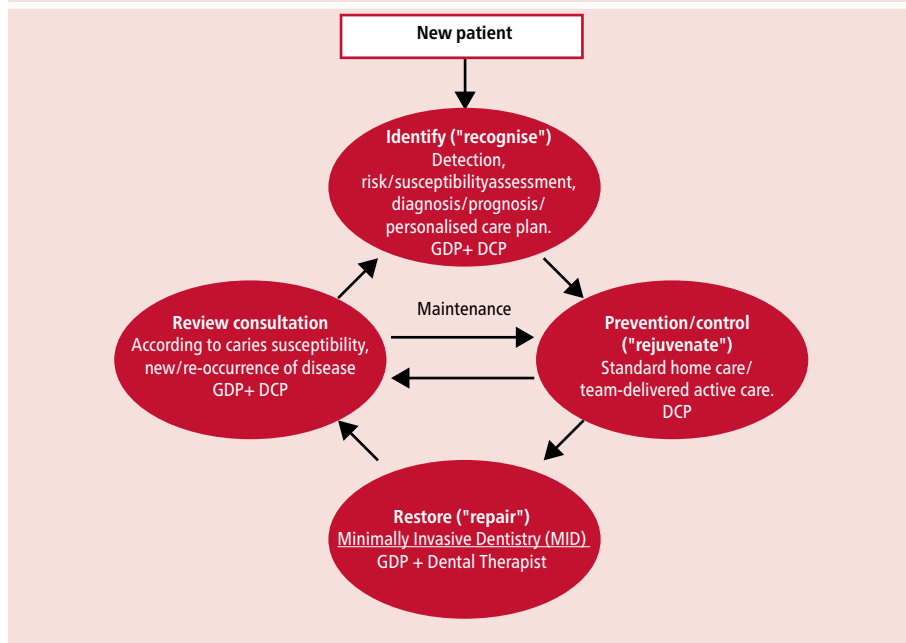 New patient
Identify ("recognise")
Detection,
risk/susceptibilityassessment,
diagnosis/prognosis/
personalised care plan.
GDP+ DCP
Maintenance
Review consultation
According to caries susceptibility,
new/re-occurrence of disease
GDP+ DCP
Prevention/control
("rejuvenate")
Standard home care/
team-delivered active care.
DCP
Restore ("repair")
Minimally Invasive Dentistry (MID)
GDP + Dental Therapist